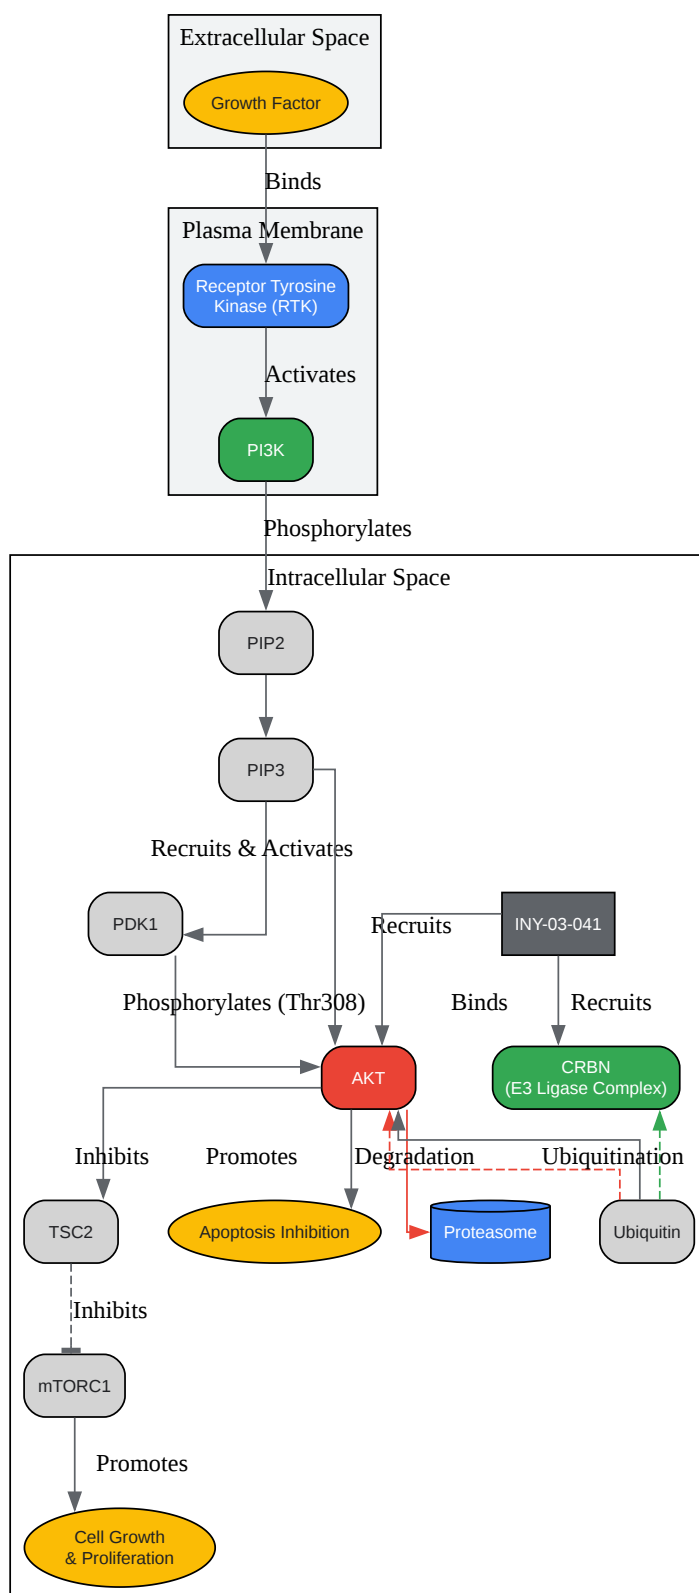 Extracellular Space
Growth Factor
Binds
Plasma Membrane
Receptor Tyrosine
Kinase (RTK)
Activates
PI3K
Phosphorylates
Intracellular Space
PIP2
PIP3
Recruits & Activates
PDK1
Recruits
INY-03-041
Phosphorylates (Thr308)
Binds
Recruits
AKT
CRBN
(E3 Ligase Complex)
Inhibits
Promotes
Degradation
Ubiquitination
TSC2
Apoptosis Inhibition
Proteasome
Ubiquitin
Inhibits
mTORC1
Promotes
Cell Growth
& Proliferation